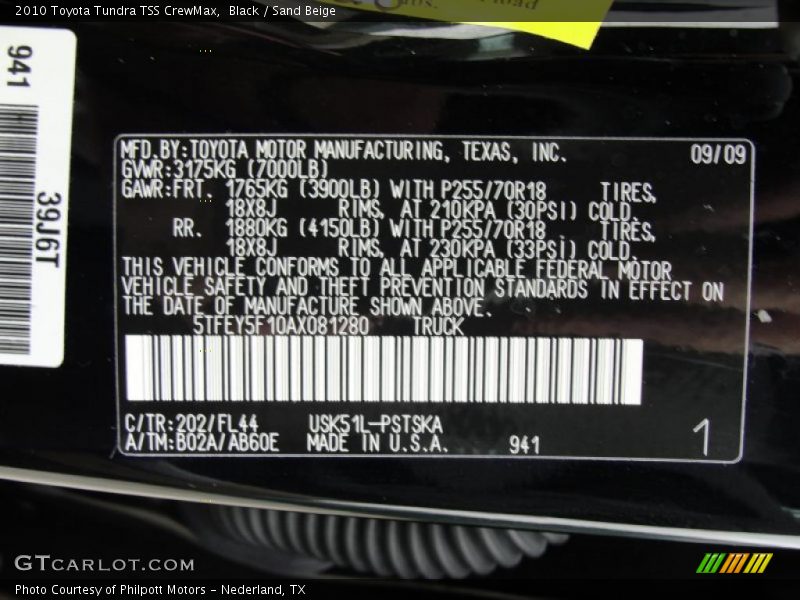 2010 Toyota Tundra TSS CrewMax, Black / Sand Beige
941
39J6T
MFD.BY:TOYOTA MOTOR MANUFACTURING, TEXAS, INC. 09/09
GVWR:3175KG (7000LB)
GAWR:FRT. 1765KG (3900LB) WITH P255/70R18 TIRES,
18X8J RIMS, AT 210KPA (30PSI) COLD.
RR. 1880KG (4150LB) WITH P255/70R18 TIRES,
18X8J RIMS, AT 230KPA (33PSI) COLD.
THIS VEHICLE CONFORMS TO ALL APPLICABLE FEDERAL MOTOR
VEHICLE SAFETY AND THEFT PREVENTION STANDARDS IN EFFECT ON
THE DATE OF MANUFACTURE SHOWN ABOVE.
5TFEY5F10AX081280 TRUCK
C/TR:202/FL44 USK51L-PSTSKA
A/TM:B02A/AB60E MADE IN U.S.A. 941 1
GTCARLOT.COM
Photo Courtesy of Philpott Motors - Nederland, TX